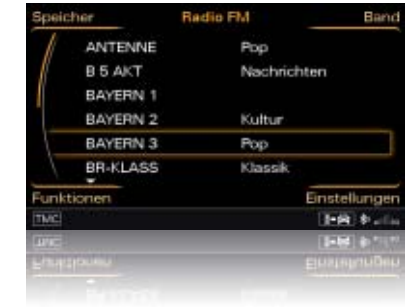 Speicher Radio FM Band
ANTENNE Pop
B 5 AKT Nachrichten
BAYERN 1
BAYERN 2 Kultur
BAYERN 3 Pop
BR-KLASS Klassik
Funktionen Einstellungen
TMC